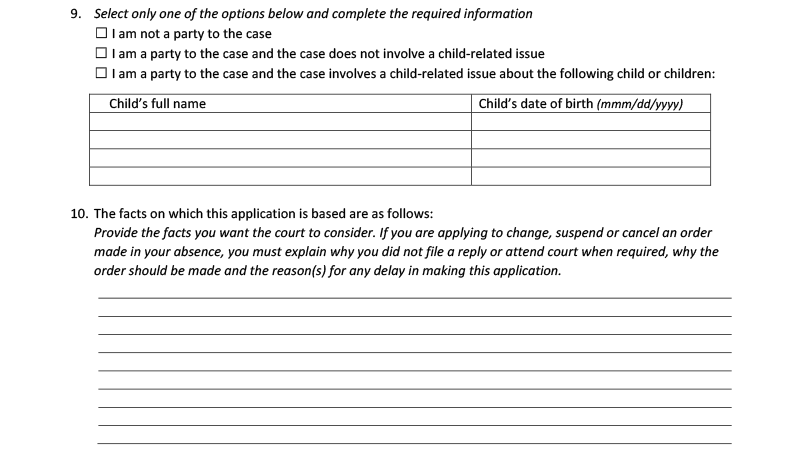 9. Select only one of the options below and complete the required information
☐ I am not a party to the case
☐ I am a party to the case and the case does not involve a child-related issue
☐ I am a party to the case and the case involves a child-related issue about the following child or children:
Child's full name Child's date of birth (mmm/dd/yyyy)
10. The facts on which this application is based are as follows:
Provide the facts you want the court to consider. If you are applying to change, suspend or cancel an order
made in your absence, you must explain why you did not file a reply or attend court when required, why the
order should be made and the reason(s) for any delay in making this application.